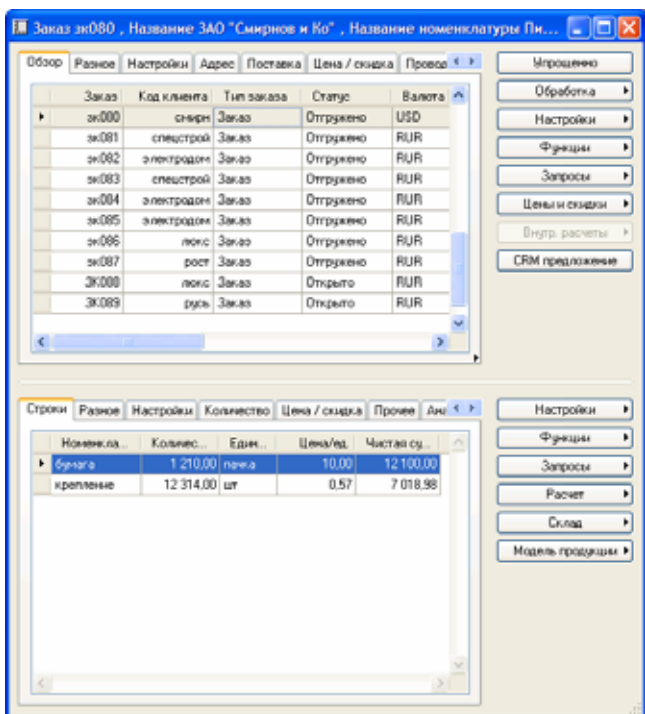 Заказ зк080 , Название ЗАО "Смирнов и Ко" , Название номенклатуры Пи...
Обзор Разное Настройки Адрес Поставка Цена / скидка Провод
Упрощенно
Обработка
Настройки
Функции
Запросы
Цены и скидки
Внутр. расчеты
CRM предложение
Заказ Код клиента Тип заказа Статус Валюта
смирн Заказ Отгружено USD
зк081 спецстрой Заказ Отгружено RUR
зк082 электродом Заказ Отгружено RUR
зк083 спецстрой Заказ Отгружено RUR
зк084 электродом Заказ Отгружено RUR
зк085 электродом Заказ Отгружено RUR
зк086 люкс Заказ Отгружено RUR
зк087 рост Заказ Отгружено RUR
люкс Заказ Открыто RUR
ЗК089 русь Заказ Открыто RUR
Строки Разное Настройки Количество Цена / скидка Прочее Ана
Настройки
Функции
Запросы
Расчет
Склад
Модель продукции
Номенкла... Количес... Един... Цена/ед. Чистая су...
бумага 1 210,00 пачка 10,00 12 100,00
крепление 12 314,00 шт 0,57 7 018,98